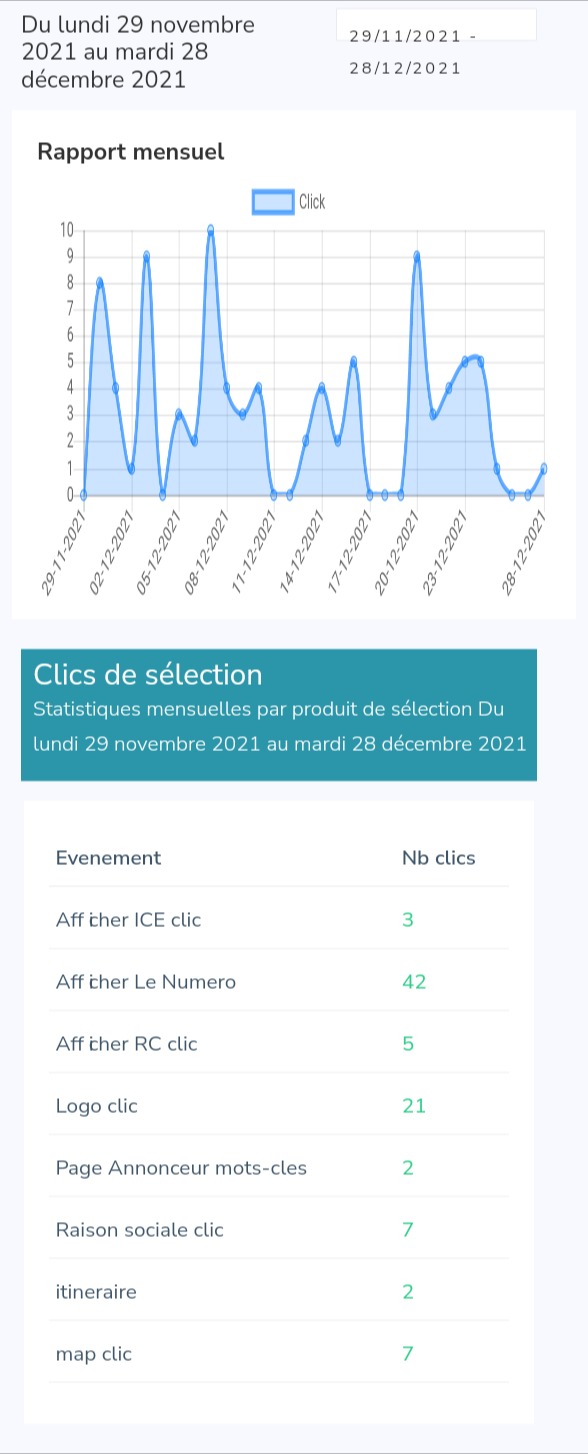 Du lundi 29 novembre
2021 au mardi 28
décembre 2021
29/11/2021 -
28/12/2021
Rapport mensuel
Click
10
9
8
7
6
5
4
3
2
1
0
29-11-2021
02-12-2021
05-12-2021
08-12-2021
11-12-2021
14-12-2021
17-12-2021
20-12-2021
23-12-2021
28-12-2021
Clics de sélection
Statistiques mensuelles par produit de sélection Du
lundi 29 novembre 2021 au mardi 28 décembre 2021
Evenement Nb clics
Afficher ICE clic 3
Afficher Le Numero 42
Afficher RC clic 5
Logo clic 21
Page Annonceur mots-cles 2
Raison sociale clic 7
itineraire 2
map clic 7